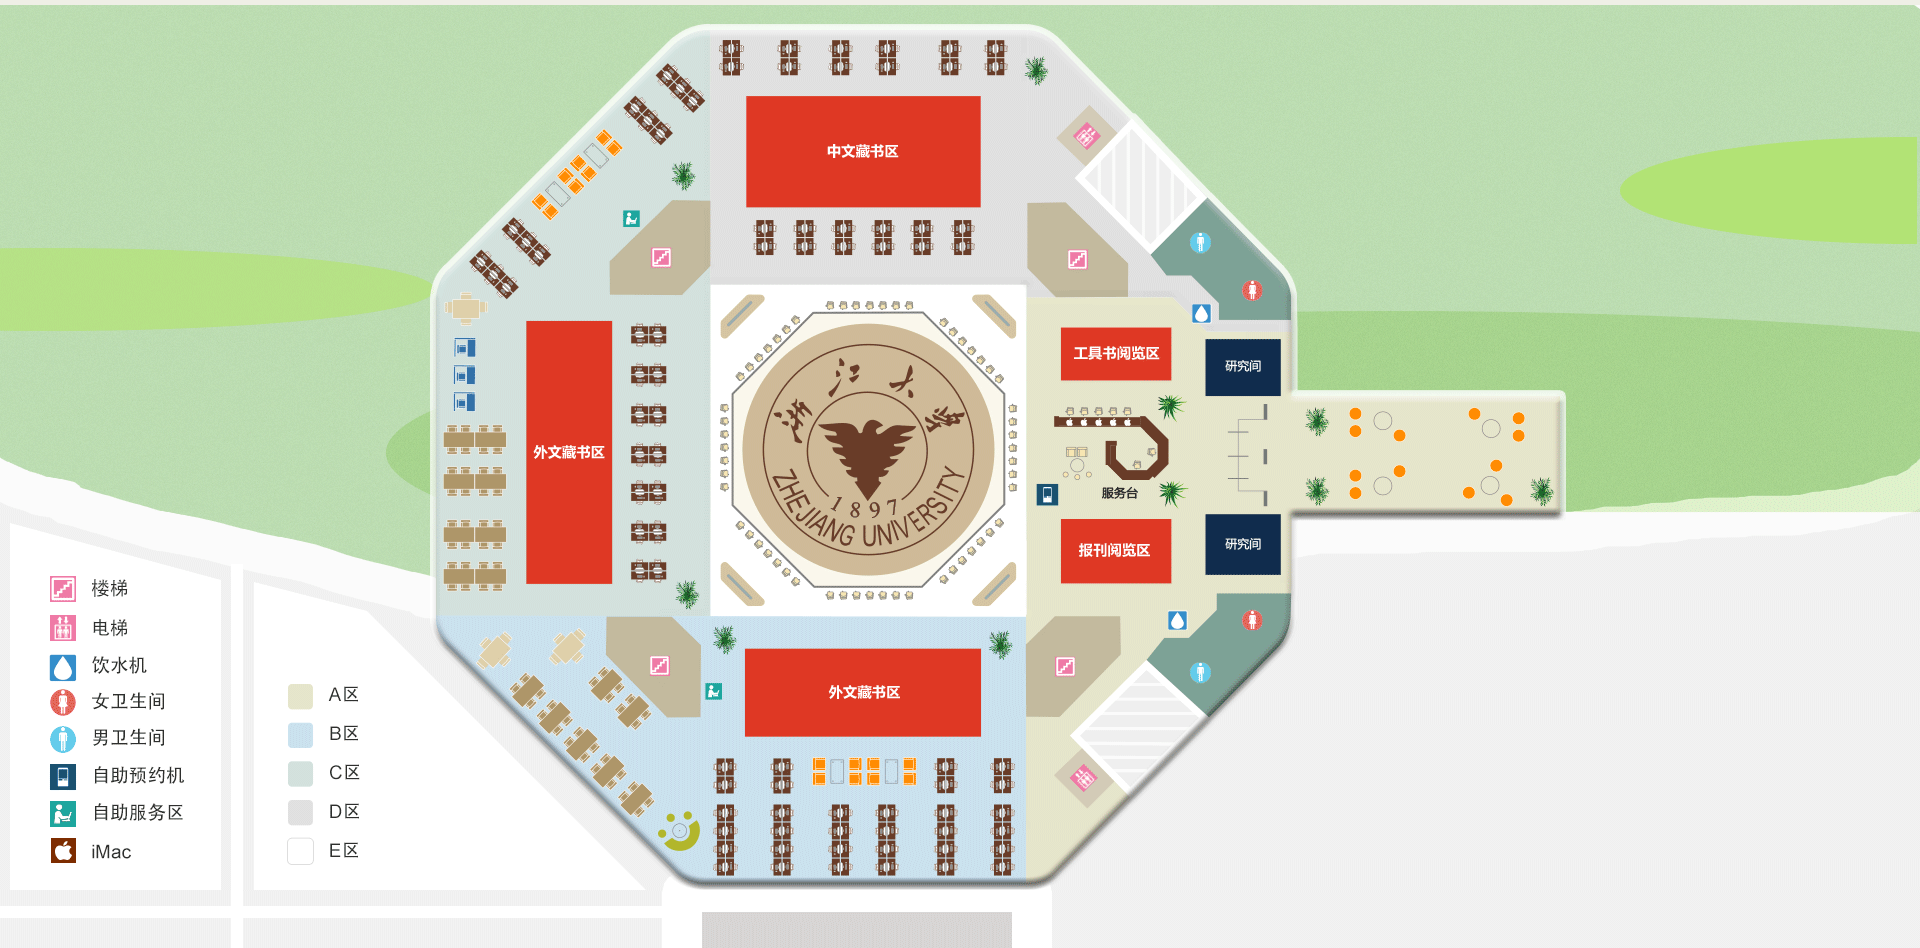 中文藏书区
工具书阅览区
研究间
外文藏书区
浙江大学
ZHEJIANG UNIVERSITY
1897
服务台
报刊阅览区
研究间
外文藏书区
楼梯
电梯
饮水机
女卫生间
男卫生间
自助预约机
自助服务区
iMac
A区
B区
C区
D区
E区